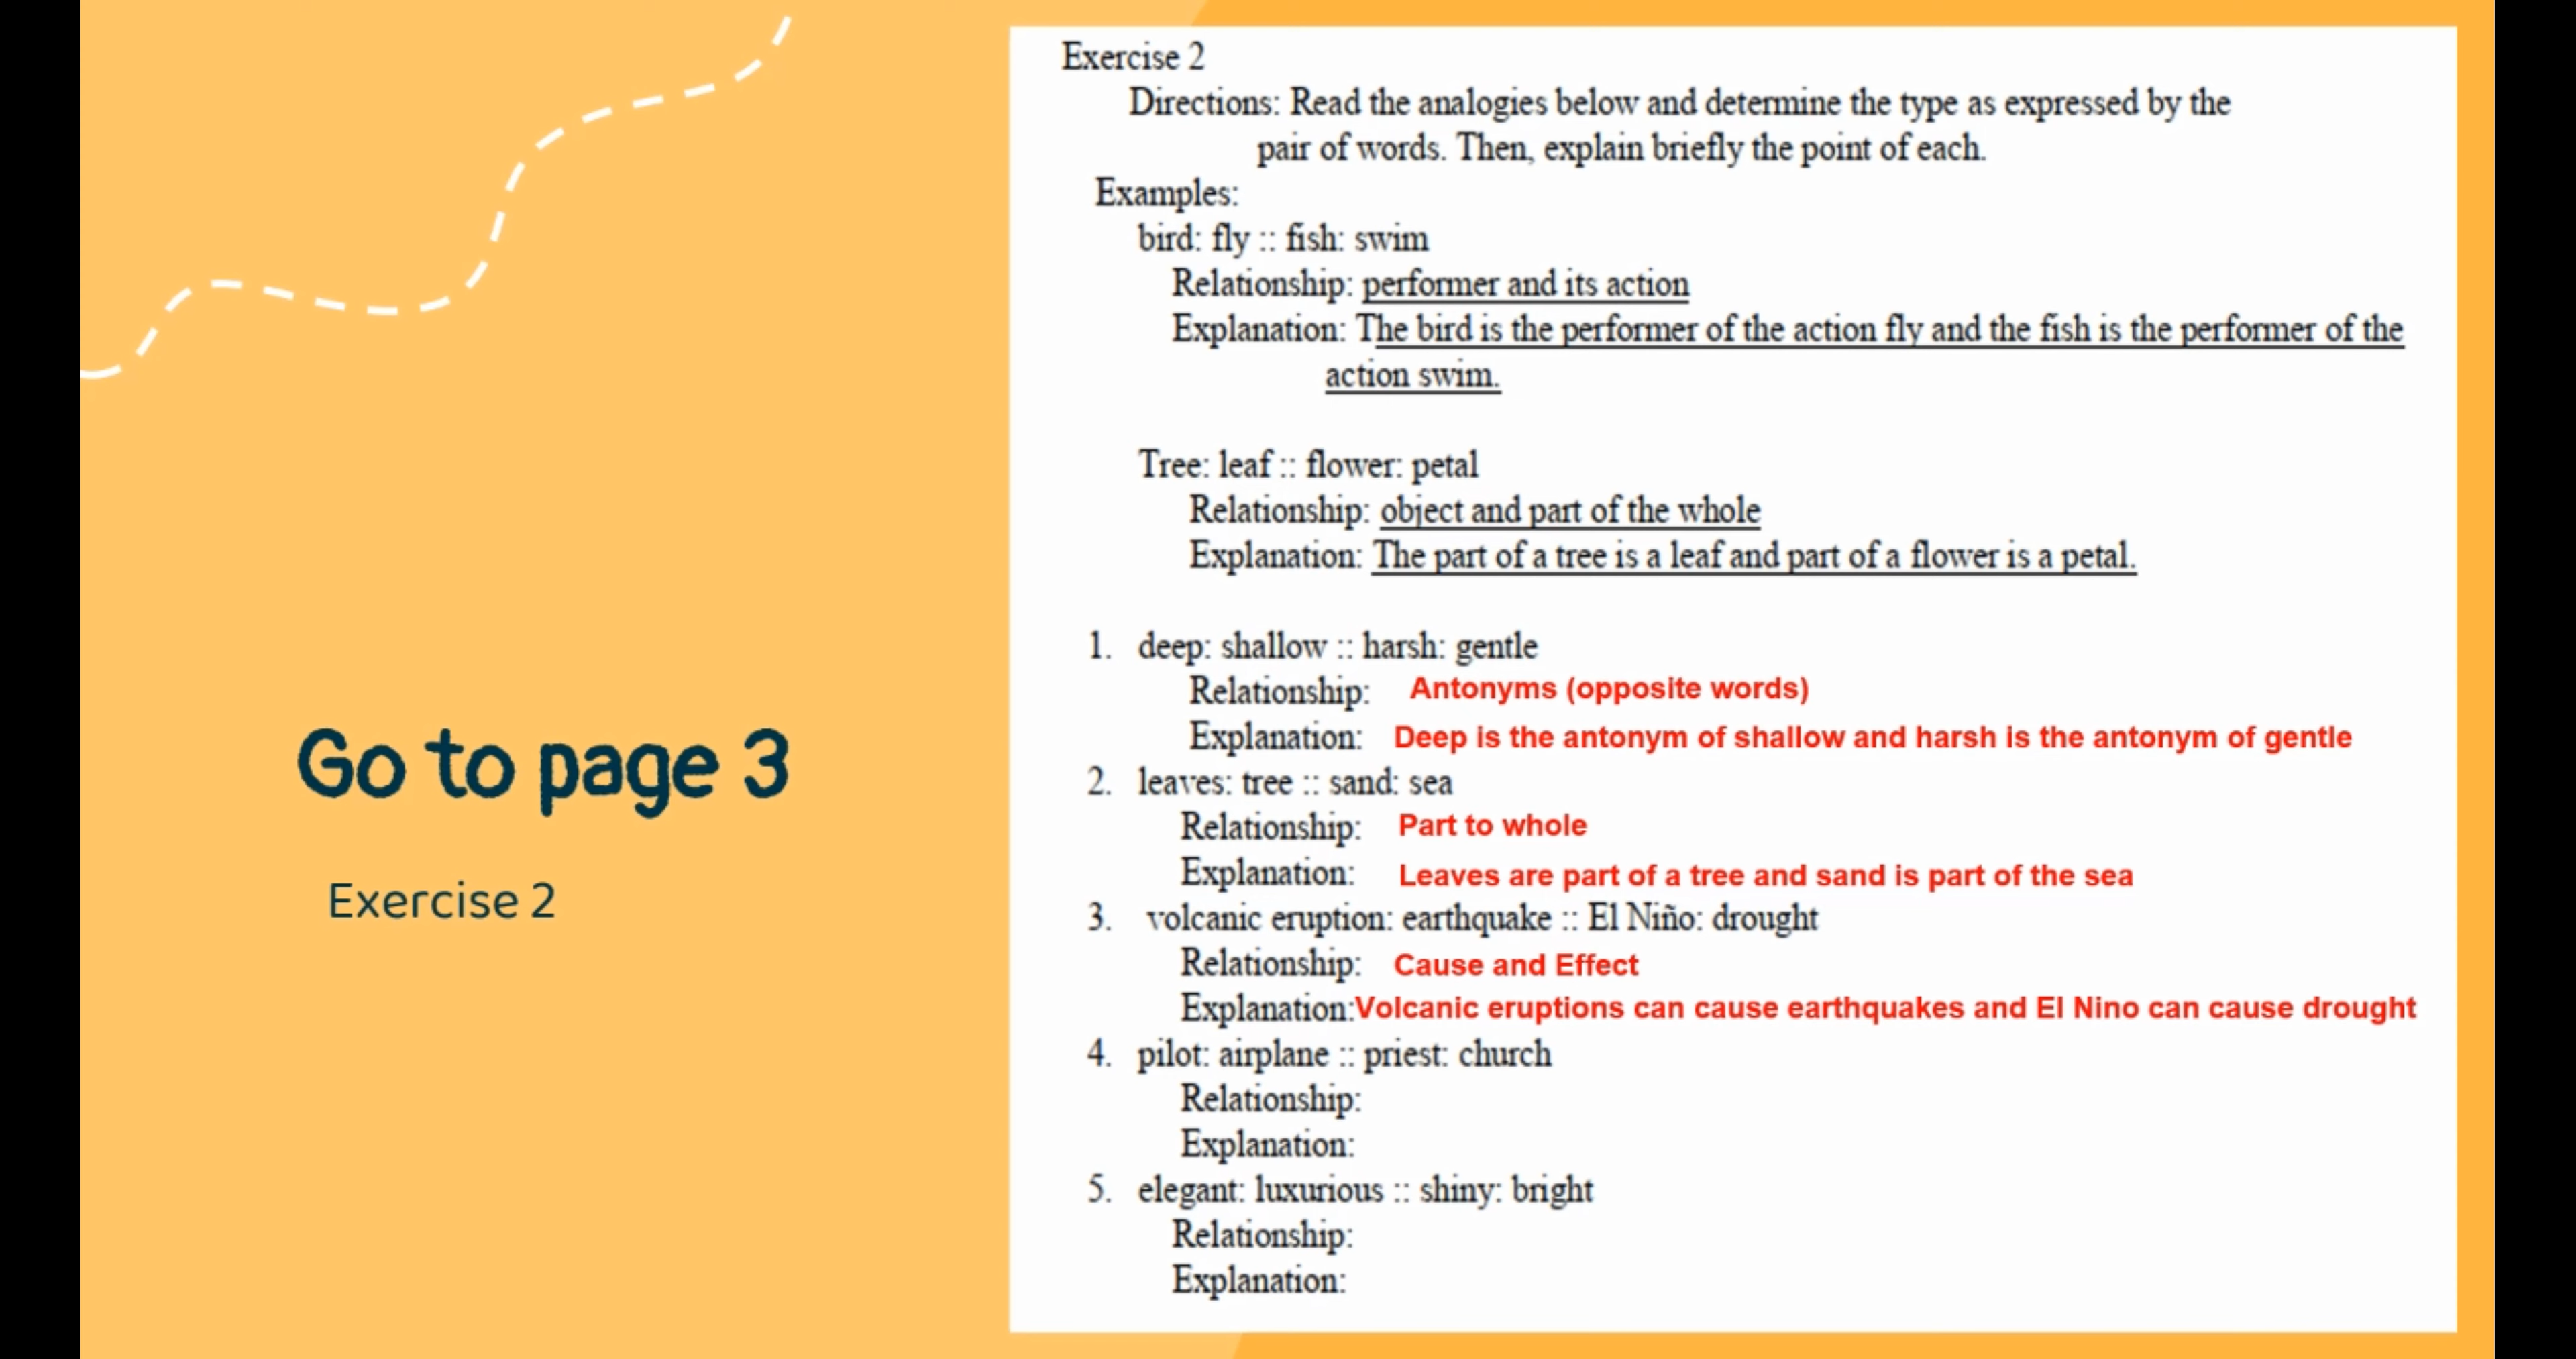 Go to page 3
Exercise 2
Exercise 2
Directions: Read the analogies below and determine the type as expressed by the
pair of words. Then, explain briefly the point of each.
Examples:
bird: fly :: fish: swim
Relationship: performer and its action
Explanation: The bird is the performer of the action fly and the fish is the performer of the
action swim.
Tree: leaf :: flower: petal
Relationship: object and part of the whole
Explanation: The part of a tree is a leaf and part of a flower is a petal.
1. deep: shallow :: harsh: gentle
Relationship: Antonyms (opposite words)
Explanation: Deep is the antonym of shallow and harsh is the antonym of gentle
2. leaves: tree :: sand: sea
Relationship: Part to whole
Explanation: Leaves are part of a tree and sand is part of the sea
3. volcanic eruption: earthquake :: El Niño: drought
Relationship: Cause and Effect
Explanation:Volcanic eruptions can cause earthquakes and El Nino can cause drought
4. pilot: airplane :: priest: church
Relationship:
Explanation:
5. elegant: luxurious :: shiny: bright
Relationship:
Explanation: